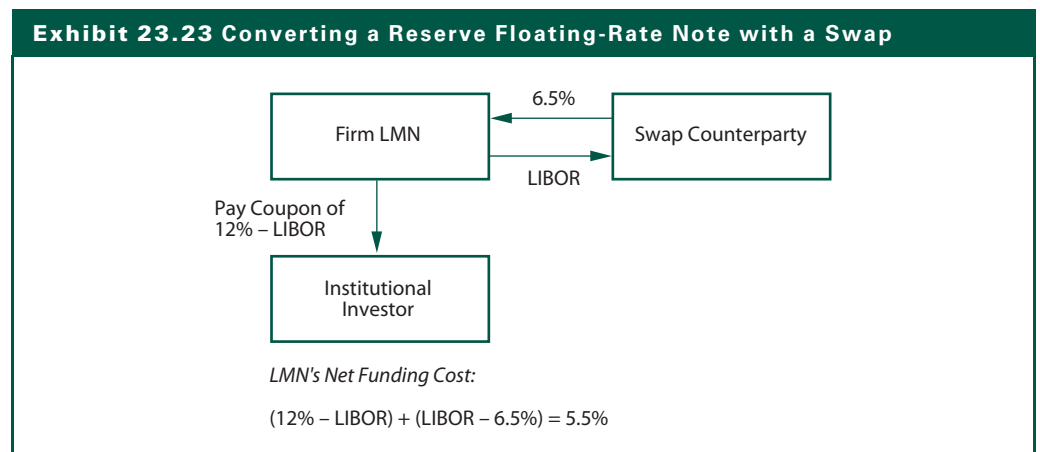 Exhibit 23.23 Converting a Reserve Floating-Rate Note with a Swap
6.5%
Firm LMN
Swap Counterparty
LIBOR
Pay Coupon of
12% – LIBOR
Institutional
Investor
LMN's Net Funding Cost:
(12% – LIBOR) + (LIBOR – 6.5%) = 5.5%